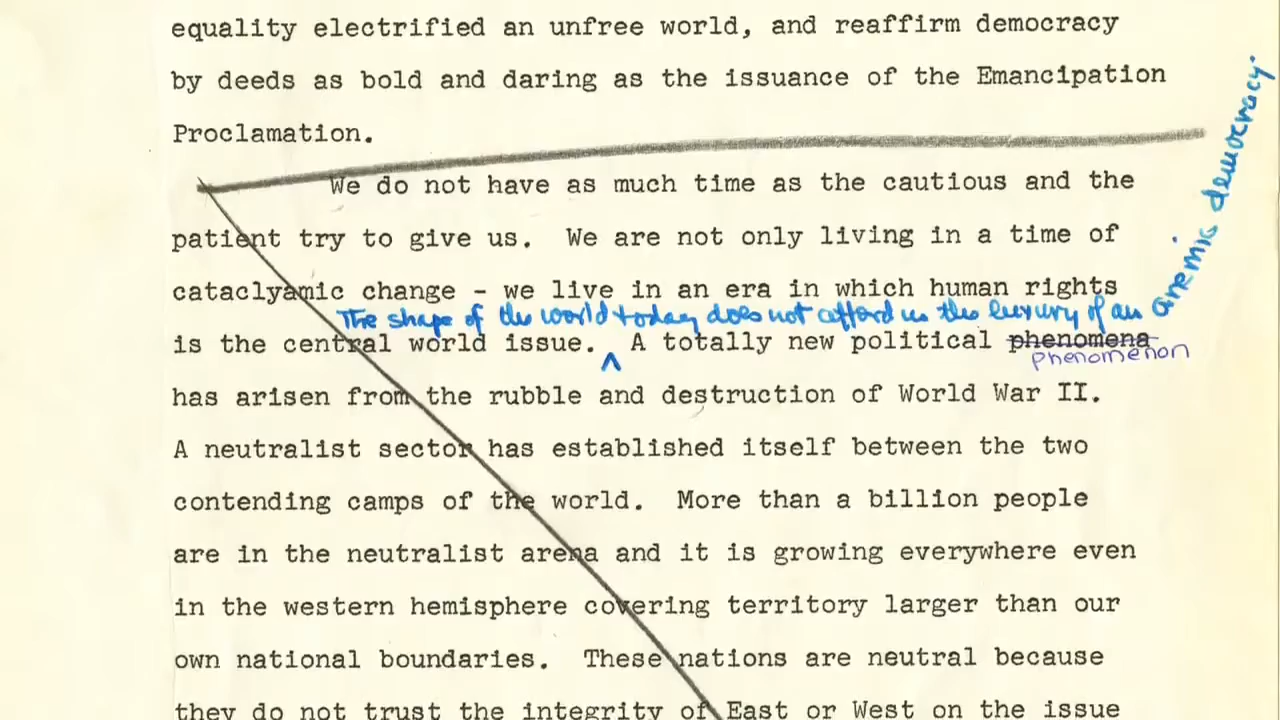 equality electrified an unfree world, and reaffirm democracy
by deeds as bold and daring as the issuance of the Emancipation
Proclamation.
We do not have as much time as the cautious and the
patient try to give us. We are not only living in a time of
cataclyamic change - we live in an era in which human rights
The shape of the world today does not afford us the luxury of an anemic democracy.
is the central world issue. ^ A totally new political phenomena
phenomenon
has arisen from the rubble and destruction of World War II.
A neutralist sector has established itself between the two
contending camps of the world. More than a billion people
are in the neutralist arena and it is growing everywhere even
in the western hemisphere covering territory larger than our
own national boundaries. These nations are neutral because
they do not trust the integrity of East or West on the issue